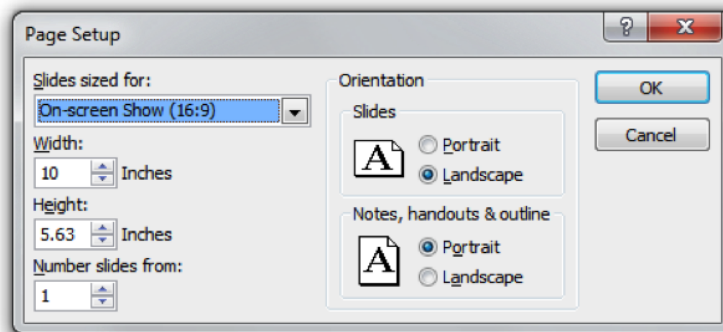 Page Setup
Slides sized for:
On-screen Show (16:9)
Width:
10 Inches
Height:
5.63 Inches
Number slides from:
1
Orientation
Slides
A
Portrait
Landscape
Notes, handouts & outline
A
Portrait
Landscape
OK
Cancel